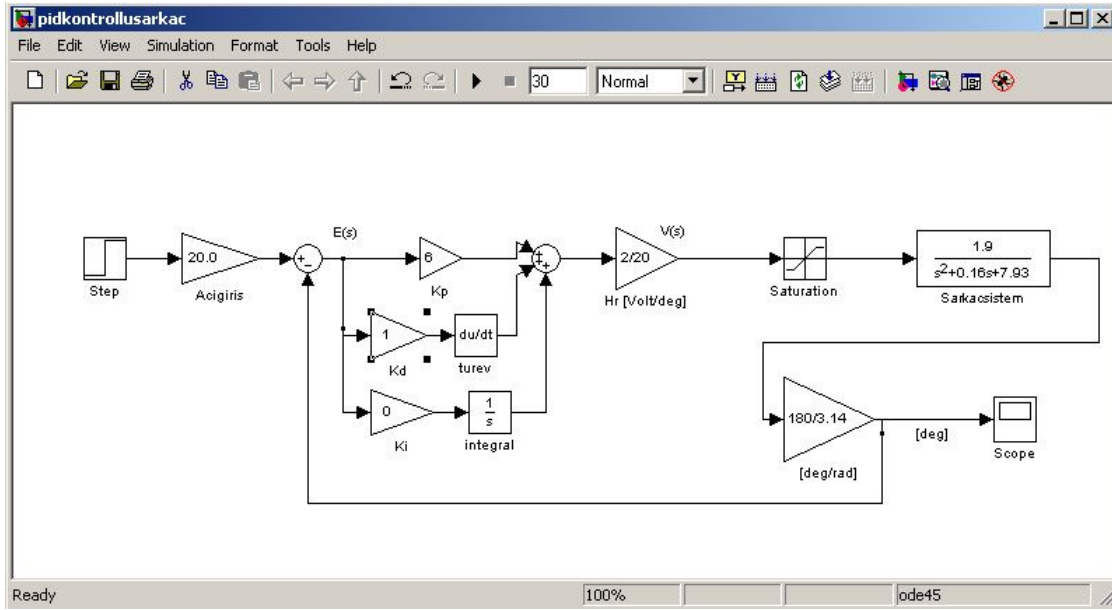 pidkontrollusarkac
File Edit View Simulation Format Tools Help
30 Normal
E(s)
V(s)
20.0
+
-
6
+
+
+
2/20
1.9
s²+0.16s+7.93
Step
Acigiris
Kp
Hr [Volt/deg]
Saturation
Sarkacsistem
1
du/dt
Kd
turev
0
1
s
Ki
integral
180/3.14
[deg]
[deg/rad]
Scope
Ready 100% ode45